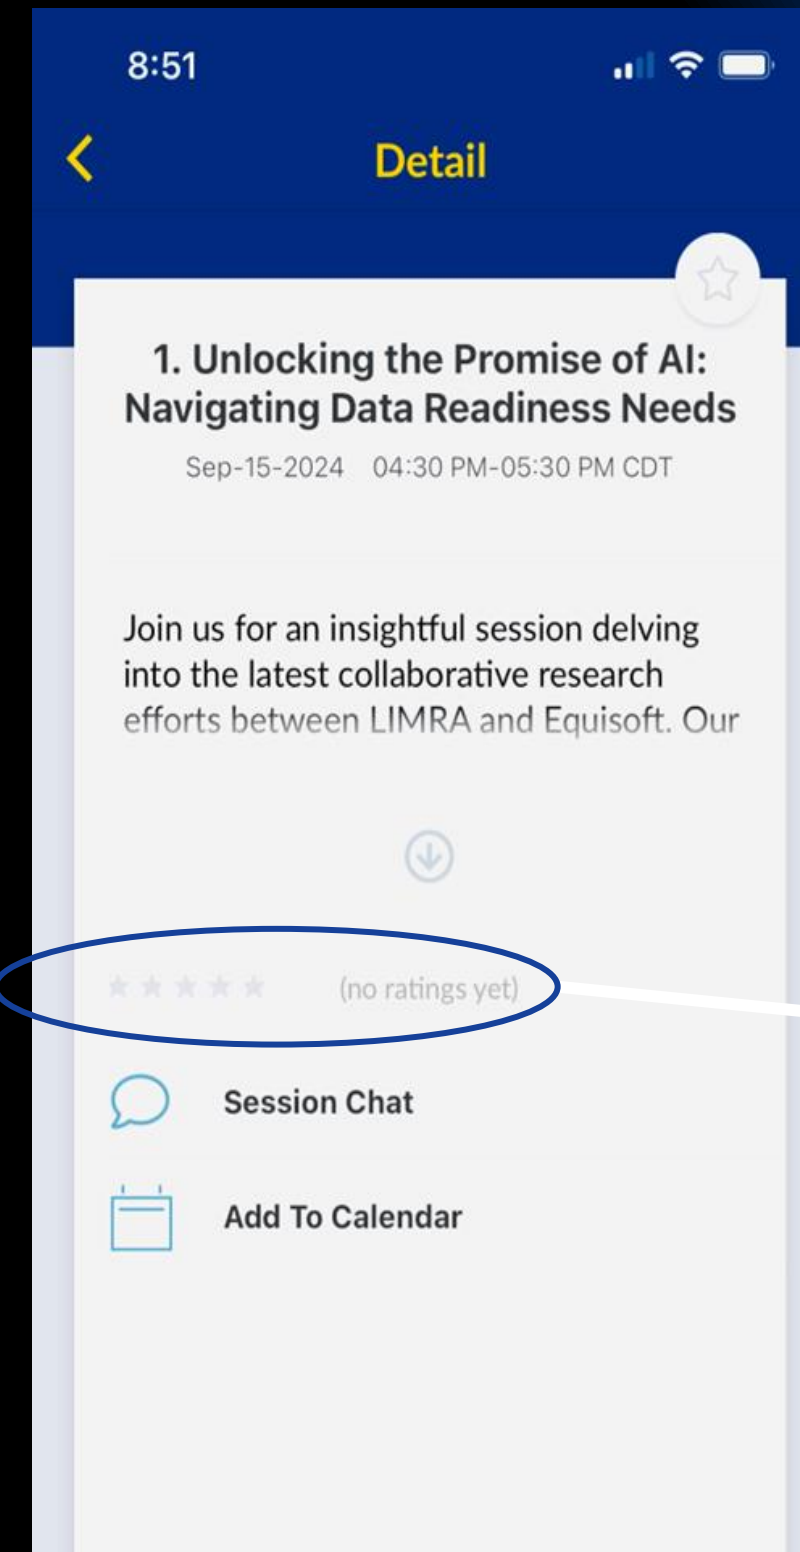 8:51
Detail
1. Unlocking the Promise of AI:
Navigating Data Readiness Needs
Sep-15-2024 04:30 PM-05:30 PM CDT
Join us for an insightful session delving
into the latest collaborative research
efforts between LIMRA and Equisoft. Our
(no ratings yet)
Session Chat
Add To Calendar